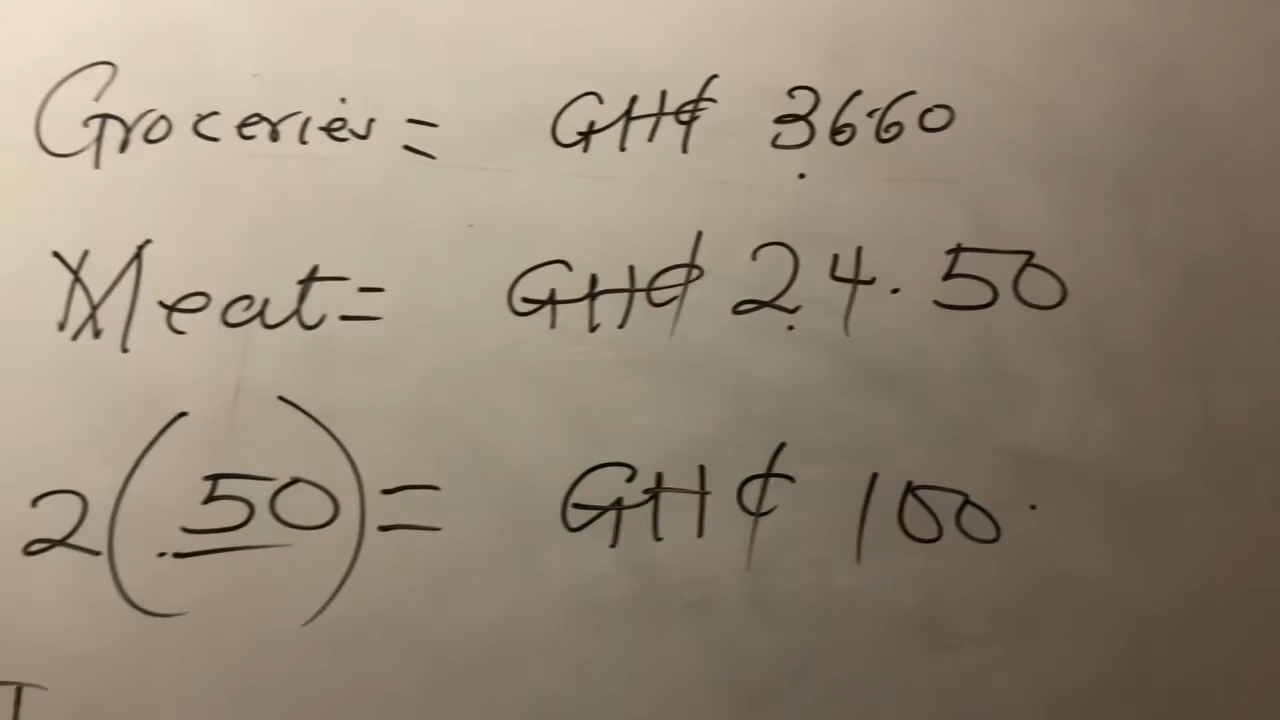 Groceries = GH₵ 36.60
Meat = GH₵ 24.50
2(50) = GH₵ 100.